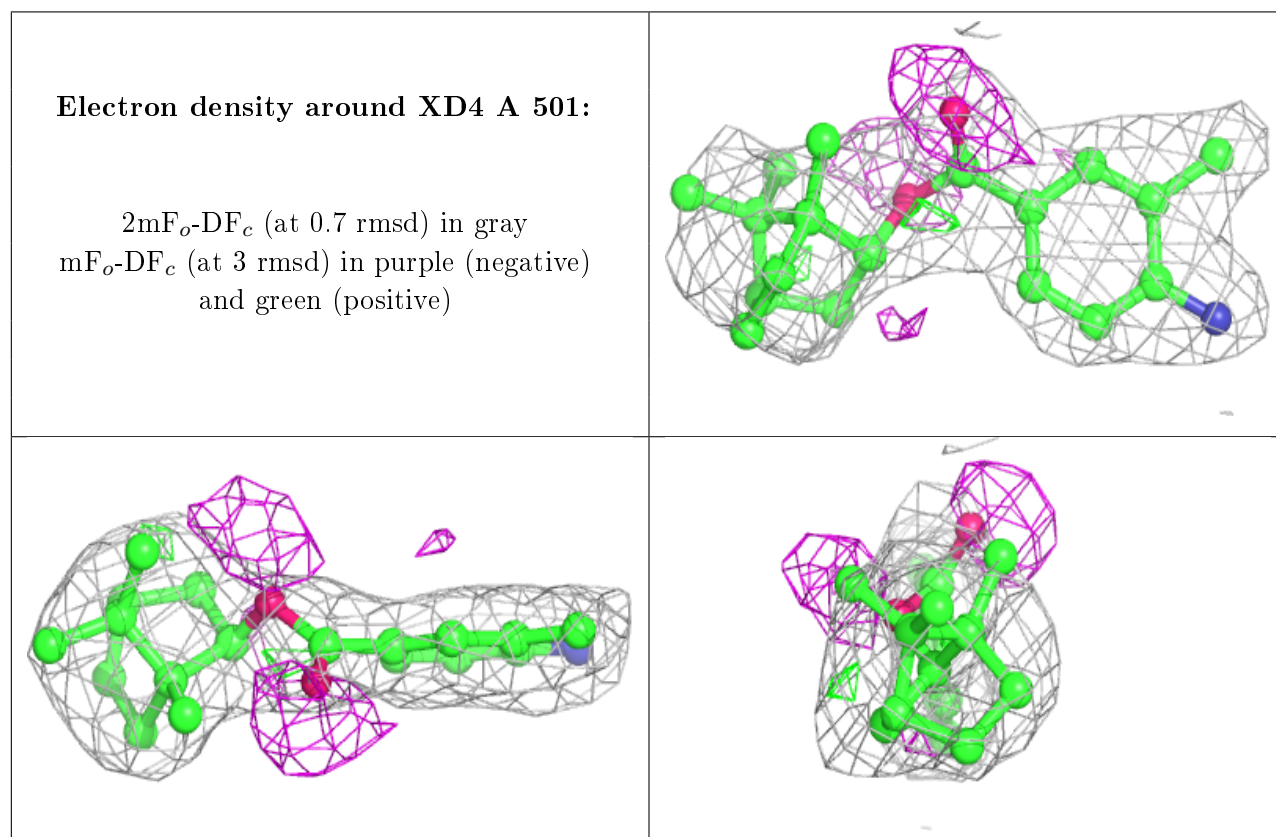 Electron density around XD4 A 501:
2mFₒ-DF𝒸 (at 0.7 rmsd) in gray
mFₒ-DF𝒸 (at 3 rmsd) in purple (negative)
and green (positive)